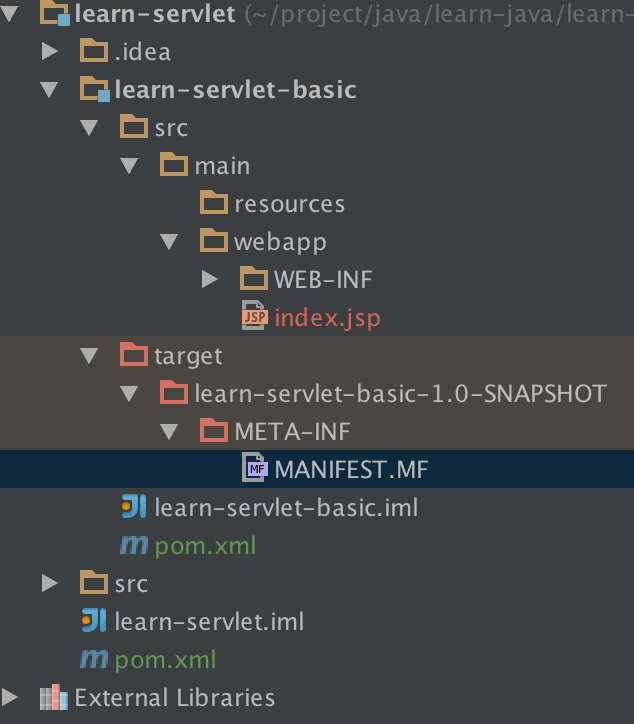 learn-servlet (~/project/java/learn-java/learn-
.idea
learn-servlet-basic
src
main
resources
webapp
WEB-INF
JSP index.jsp
target
learn-servlet-basic-1.0-SNAPSHOT
META-INF
MF MANIFEST.MF
learn-servlet-basic.iml
m pom.xml
src
learn-servlet.iml
m pom.xml
External Libraries